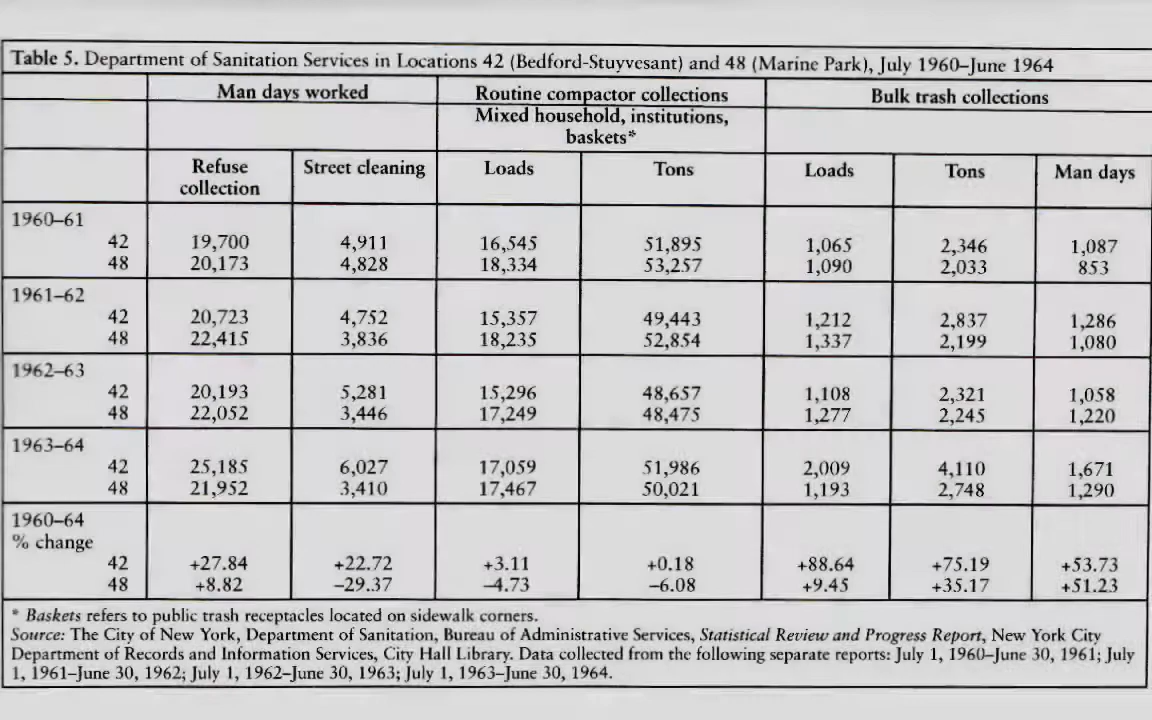 Table 5. Department of Sanitation Services in Locations 42 (Bedford-Stuyvesant) and 48 (Marine Park), July 1960–June 1964
Man days worked Routine compactor collections Bulk trash collections
Mixed household, institutions,
baskets*
Refuse Street cleaning Loads Tons Loads Tons Man days
collection
1960–61
42 19,700 4,911 16,545 51,895 1,065 2,346 1,087
48 20,173 4,828 18,334 53,257 1,090 2,033 853
1961–62
42 20,723 4,752 15,357 49,443 1,212 2,837 1,286
48 22,415 3,836 18,235 52,854 1,337 2,199 1,080
1962–63
42 20,193 5,281 15,296 48,657 1,108 2,321 1,058
48 22,052 3,446 17,249 48,475 1,277 2,245 1,220
1963–64
42 25,185 6,027 17,059 51,986 2,009 4,110 1,671
48 21,952 3,410 17,467 50,021 1,193 2,748 1,290
1960–64
% change
42 +27.84 +22.72 +3.11 +0.18 +88.64 +75.19 +53.73
48 +8.82 –29.37 –4.73 –6.08 +9.45 +35.17 +51.23
* Baskets refers to public trash receptacles located on sidewalk corners.
Source: The City of New York, Department of Sanitation, Bureau of Administrative Services, Statistical Review and Progress Report, New York City
Department of Records and Information Services, City Hall Library. Data collected from the following separate reports: July 1, 1960–June 30, 1961; July
1, 1961–June 30, 1962; July 1, 1962–June 30, 1963; July 1, 1963–June 30, 1964.